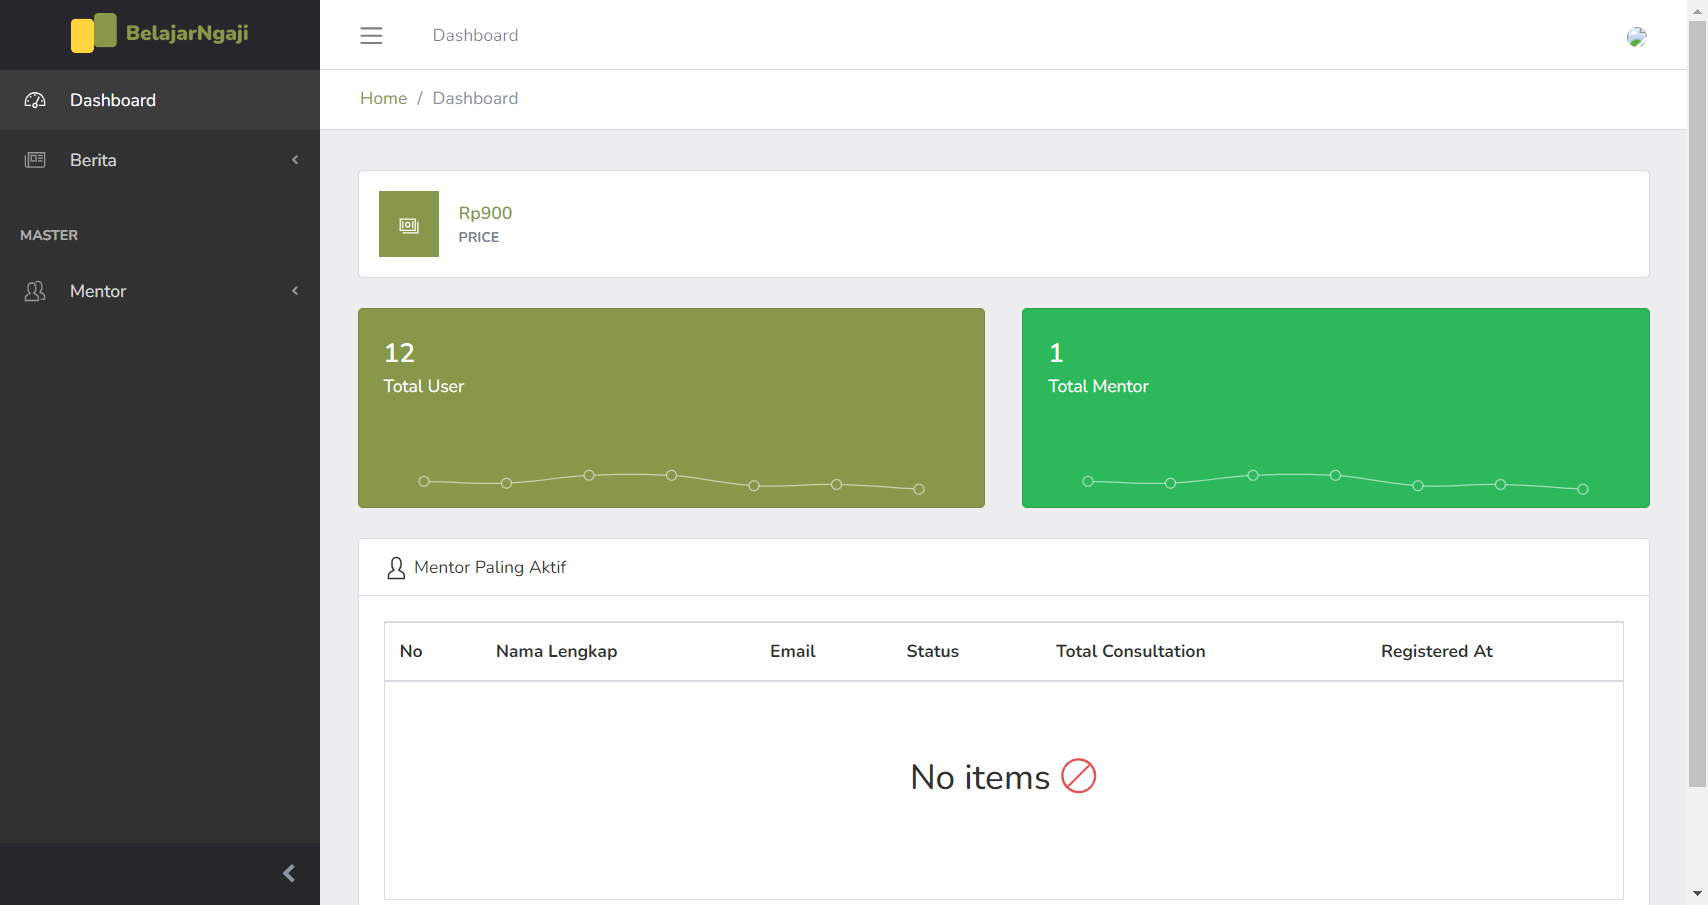 BelajarNgaji
Dashboard
Dashboard
Home / Dashboard
Berita
MASTER
Mentor
Rp900
PRICE
12
Total User
1
Total Mentor
Mentor Paling Aktif
No Nama Lengkap Email Status Total Consultation Registered At
No items